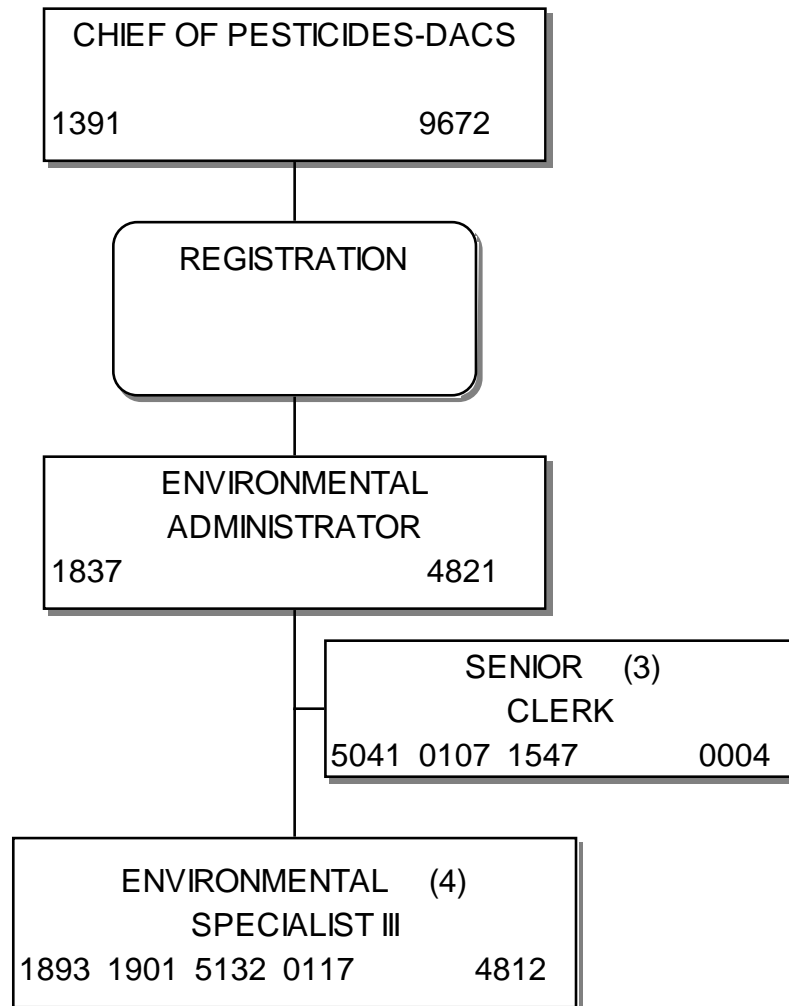 CHIEF OF PESTICIDES-DACS
1391 9672
REGISTRATION
ENVIRONMENTAL
ADMINISTRATOR
1837 4821
SENIOR (3)
CLERK
5041 0107 1547 0004
ENVIRONMENTAL (4)
SPECIALIST III
1893 1901 5132 0117 4812